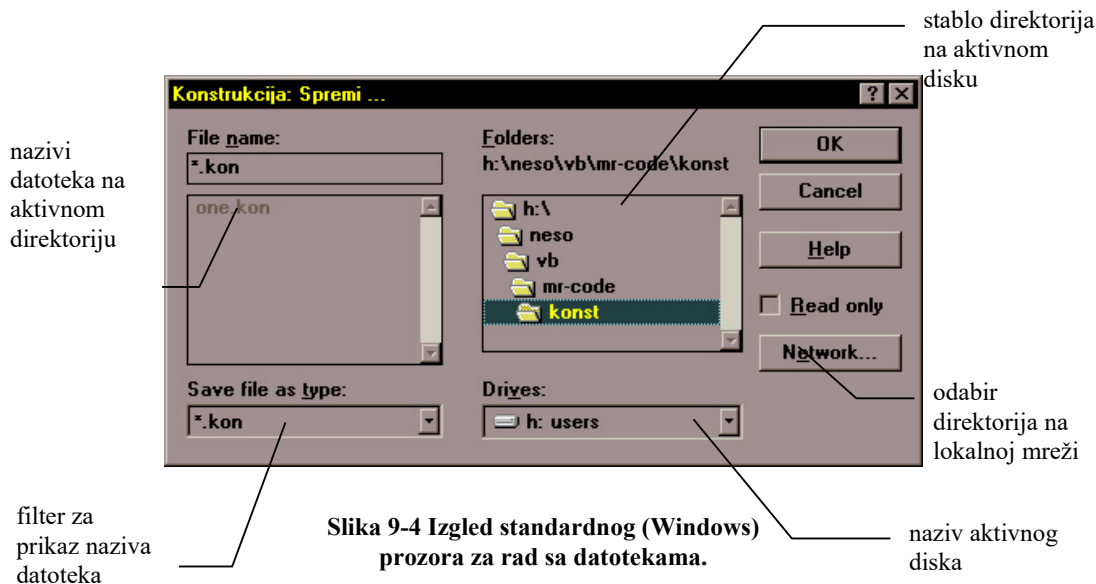 stablo direktorija
na aktivnom
disku
Konstrukcija: Spremi ...
nazivi
datoteka na
aktivnom
direktoriju
File name:
*.kon
one.kon
Folders:
h:\neso\vb\mr-code\konst
h:\
neso
vb
mr-code
konst
OK
Cancel
Help
Read only
Network...
Save file as type:
*.kon
Drives:
h: users
odabir
direktorija na
lokalnoj mreži
filter za
prikaz naziva
datoteka
Slika 9-4 Izgled standardnog (Windows)
prozora za rad sa datotekama.
naziv aktivnog
diska